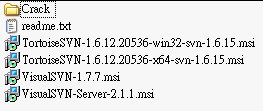 Crack
readme.txt
TortoiseSVN-1.6.12.20536-win32-svn-1.6.15.msi
TortoiseSVN-1.6.12.20536-x64-svn-1.6.15.msi
VisualSVN-1.7.7.msi
VisualSVN-Server-2.1.1.msi